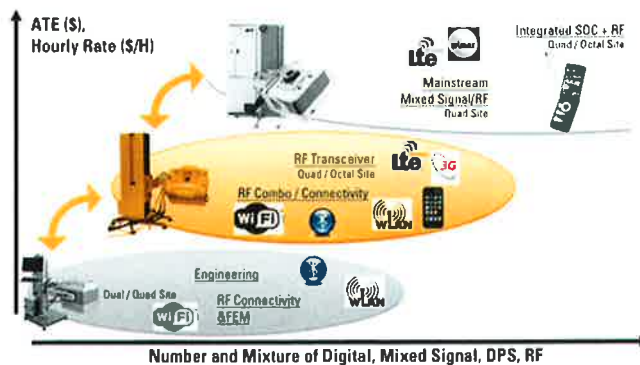 ATE ($),
Hourly Rate ($/H)
Lte
wimax
Integrated SOC + RF
Quad / Octal Site
Mainstream
Mixed Signal/RF
Quad Site
RF Transceiver
Quad / Octal Site
Lte
3G
RF Combo / Connectivity
WiFi
WLAN
Engineering
Dual / Quad Site
RF Connectivity
&FEM
WiFi
WLAN
Number and Mixture of Digital, Mixed Signal, DPS, RF